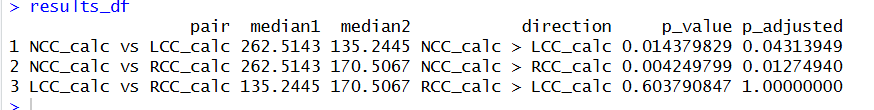 > results_df
pair median1 median2 direction p_value p_adjusted
1 NCC_calc vs LCC_calc 262.5143 135.2445 NCC_calc > LCC_calc 0.014379829 0.04313949
2 NCC_calc vs RCC_calc 262.5143 170.5067 NCC_calc > RCC_calc 0.004249799 0.01274940
3 LCC_calc vs RCC_calc 135.2445 170.5067 RCC_calc > LCC_calc 0.603790847 1.00000000
>